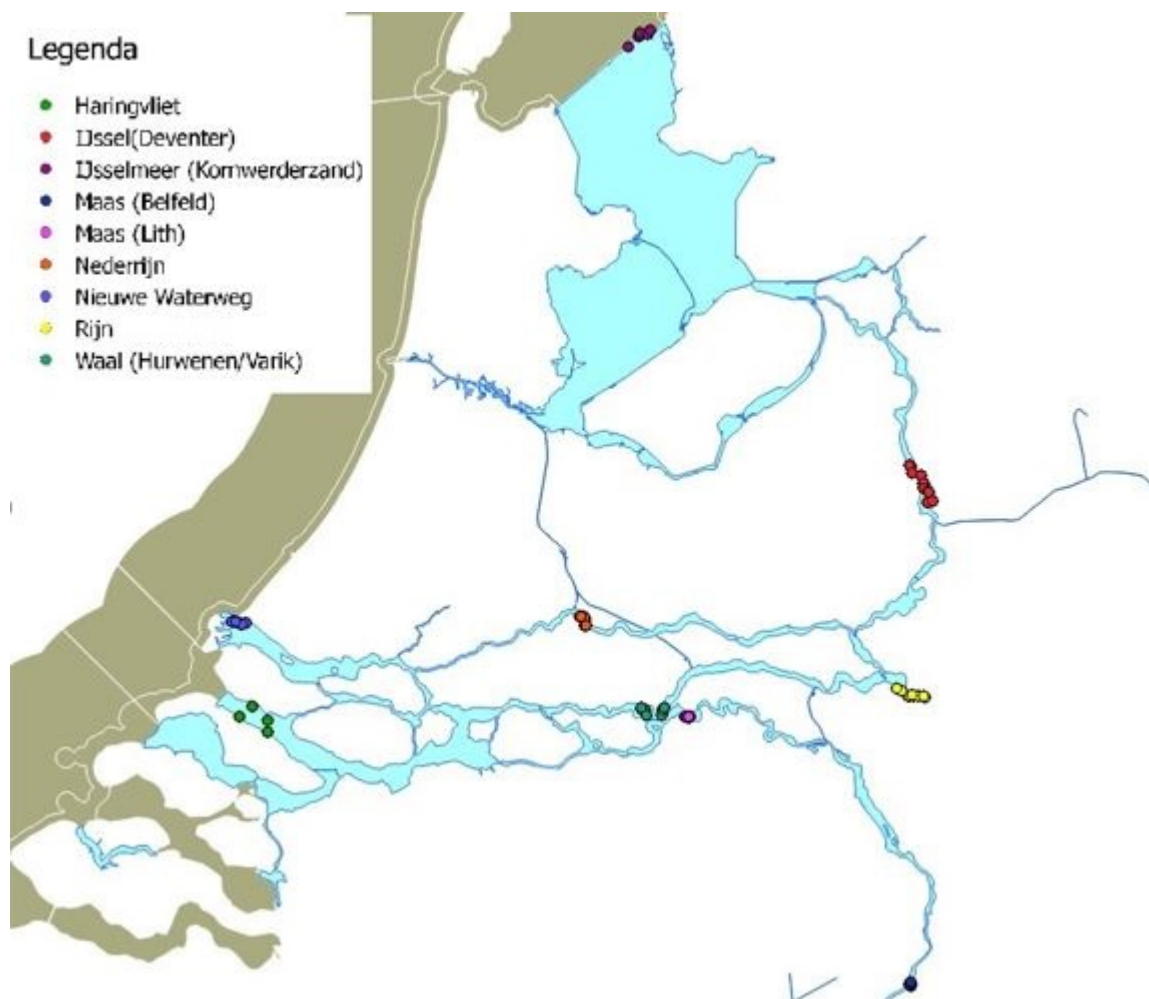 Legenda
Haringvliet
IJssel(Deventer)
IJsselmeer (Kornwerderzand)
Maas (Belfeld)
Maas (Lith)
Nederrijn
Nieuwe Waterweg
Rijn
Waal (Hurwenen/Varik)